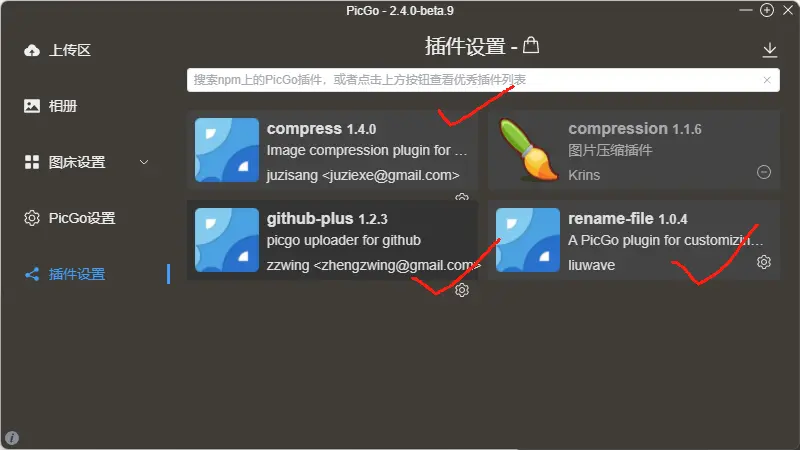 PicGo - 2.4.0-beta.9
上传区
相册
图床设置
PicGo设置
插件设置
插件设置 -
搜索npm上的PicGo插件，或者点击上方按钮查看优秀插件列表
compress 1.4.0
Image compression plugin for ...
juzisang <juziexe@gmail.com>
compression 1.1.6
图片压缩插件
Krins
github-plus 1.2.3
picgo uploader for github
zzwing <zhengzwing@gmail.com>
rename-file 1.0.4
A PicGo plugin for customizin...
liuwave